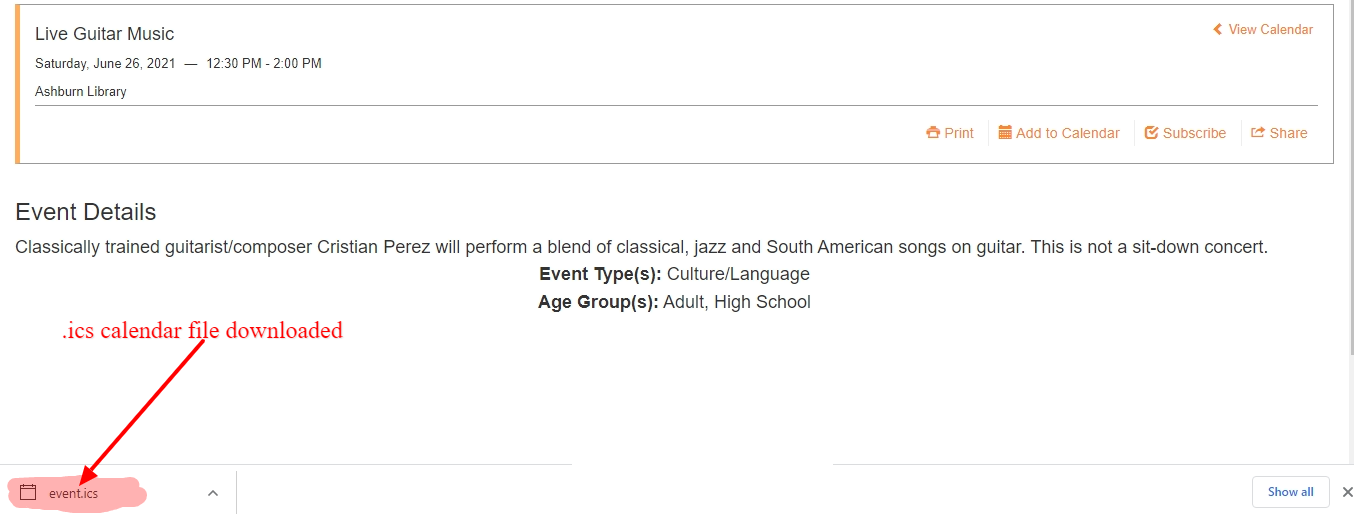 Live Guitar Music
View Calendar
Saturday, June 26, 2021 — 12:30 PM - 2:00 PM
Ashburn Library
Print Add to Calendar Subscribe Share
Event Details
Classically trained guitarist/composer Cristian Perez will perform a blend of classical, jazz and South American songs on guitar. This is not a sit-down concert.
Event Type(s): Culture/Language
Age Group(s): Adult, High School
.ics calendar file downloaded
event.ics
Show all